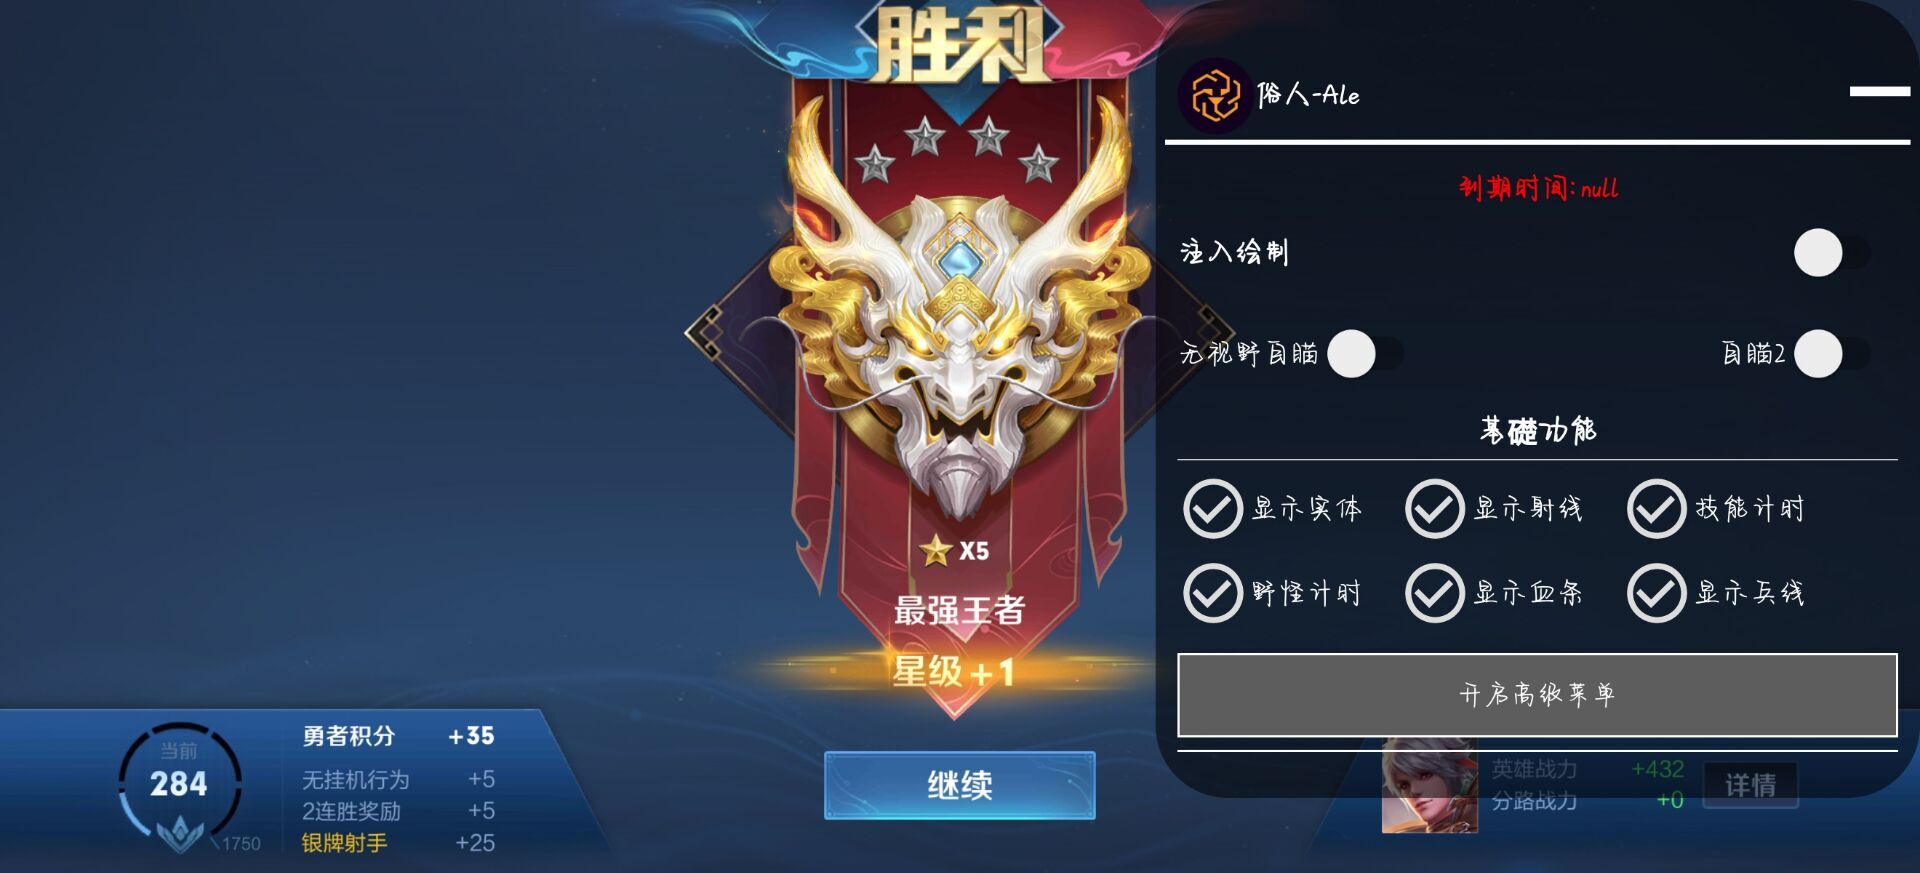 胜利
俗人-Ale
到期时间:null
注入绘制
无视野盲瞄
盲瞄2
基礎功能
显示实体 显示射线 技能计时
野怪计时 显示血条 显示兵线
开启高级菜单
X5
最强王者
星级+1
继续
当前
284
1750
勇者积分 +35
无挂机行为 +5
2连胜奖励 +5
银牌射手 +25
英雄战力 +432
分路战力 +0
详情